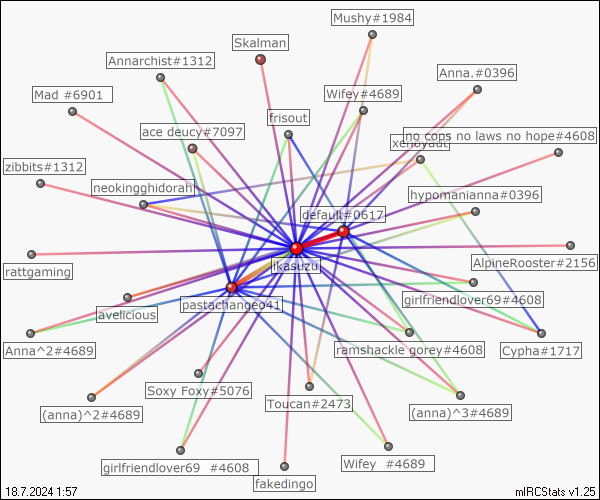 Mushy#1984
Skalman
Annarchist#1312
Anna.#0396
Mad #6901
Wifey#4689
frisout
ace deucy#7097
no cops no laws no hope#4608
xenoyaut
zibbits#1312
neokingghidorah
hypomanianna#0396
default#0617
likasuzu
AlpineRooster#2156
rattgaming
pastachangeo41
girlfriendlover69#4608
avelicious
Anna^2#4689
ramshackle gorey#4608
Cypha#1717
Soxy Foxy#5076
Toucan#2473
(anna)^2#4689
(anna)^3#4689
girlfriendlover69 #4608
Wifey #4689
fakedingo
18.7.2024 1:57
mIRCStats v1.25